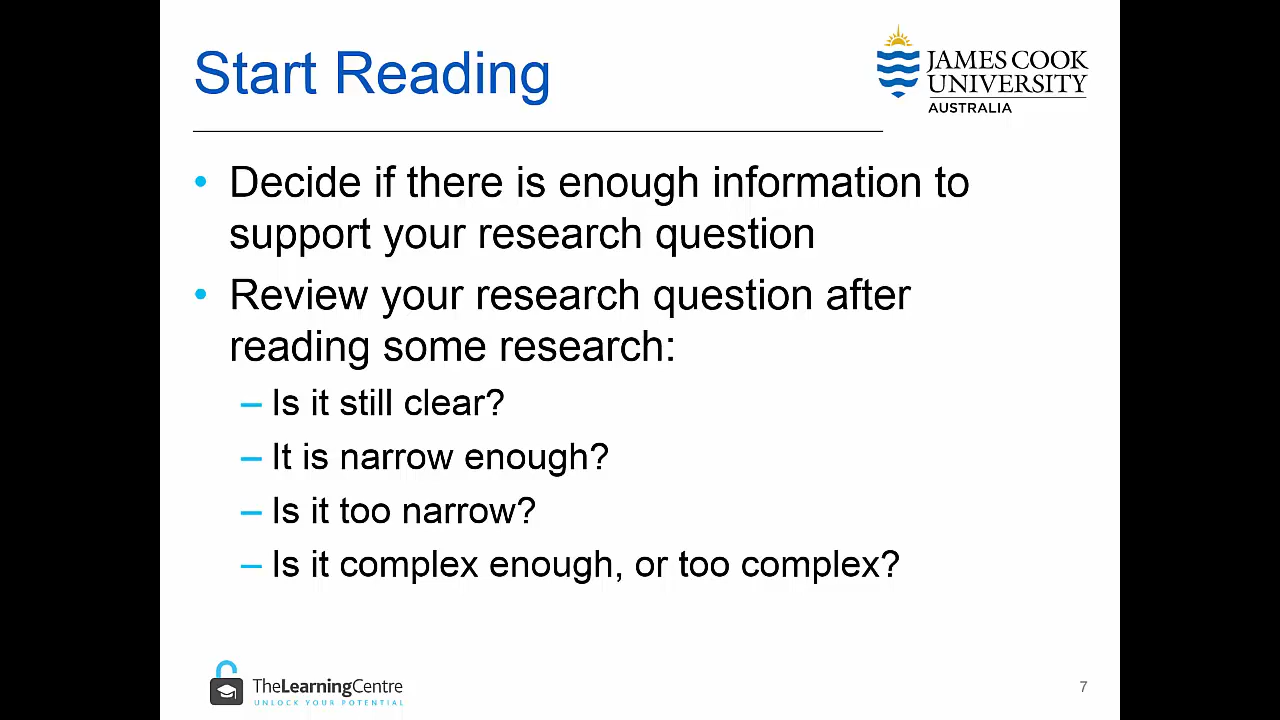 Start Reading
JAMES COOK
UNIVERSITY
AUSTRALIA
• Decide if there is enough information to
support your research question
• Review your research question after
reading some research:
– Is it still clear?
– It is narrow enough?
– Is it too narrow?
– Is it complex enough, or too complex?
TheLearningCentre
UNLOCK YOUR POTENTIAL
7